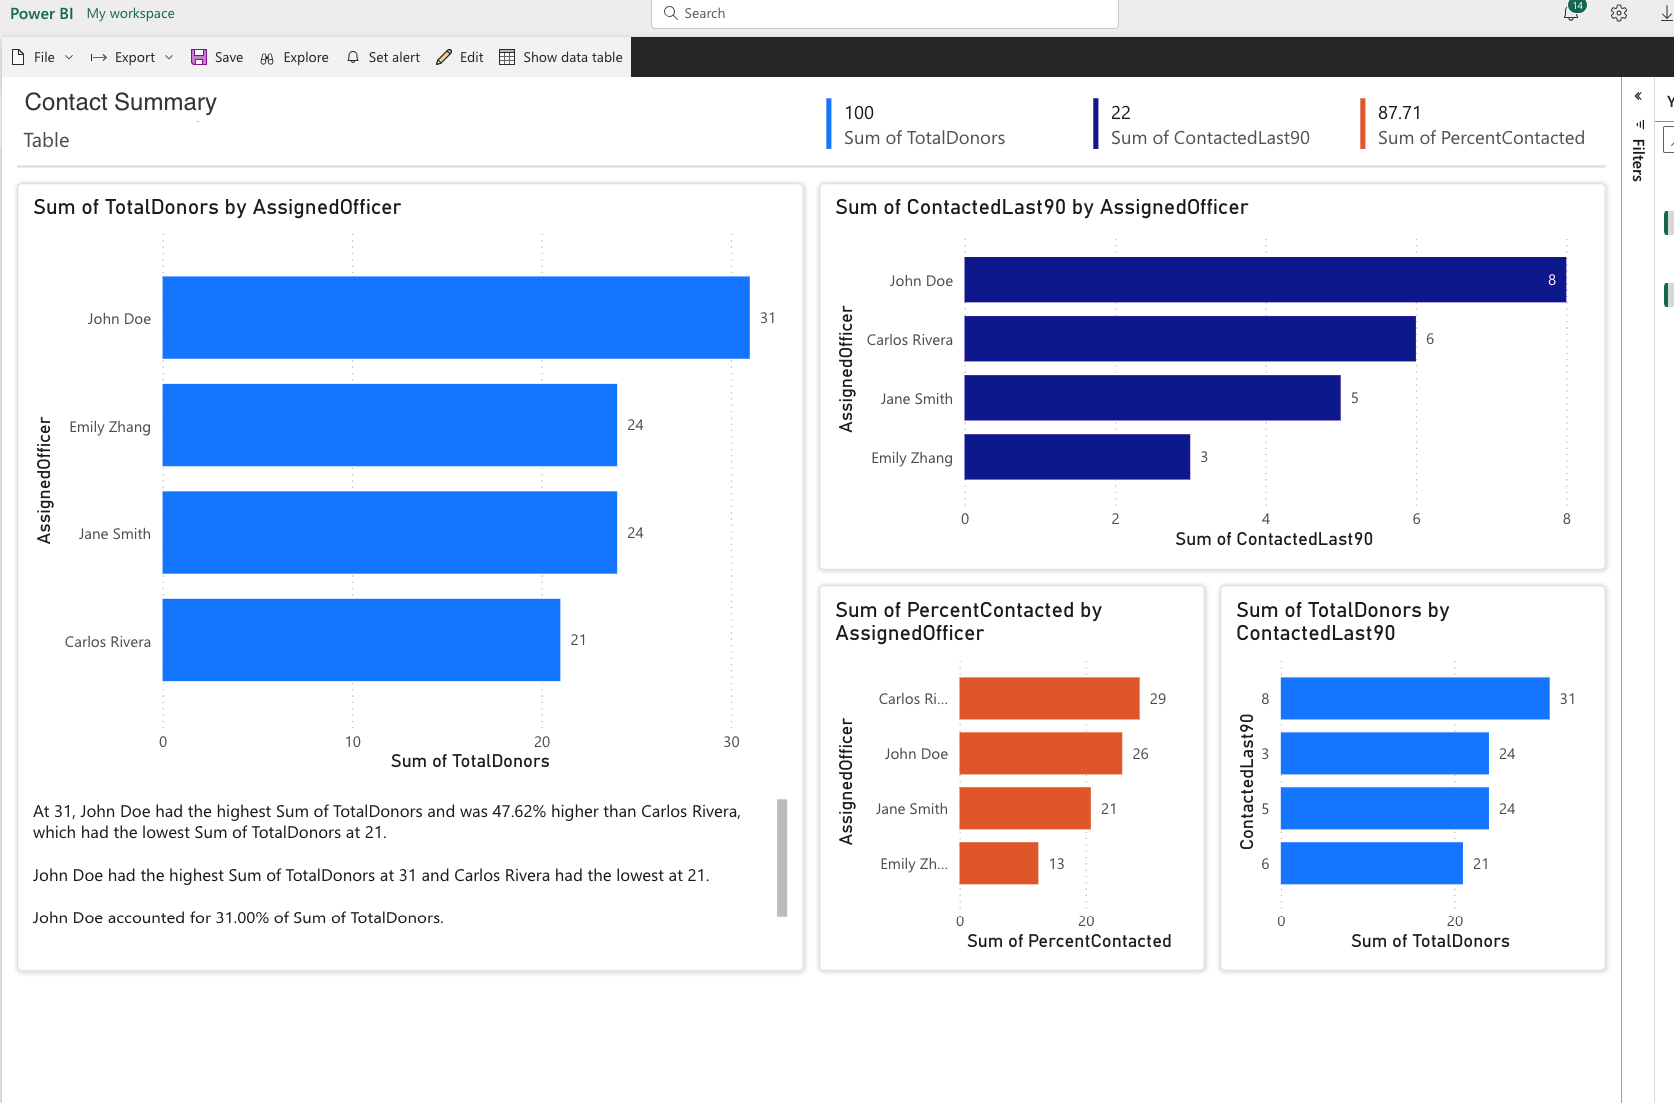 Power BI My workspace
Search
14
File Export Save Explore Set alert Edit Show data table
Contact Summary
Table
100
Sum of TotalDonors
22
Sum of ContactedLast90
87.71
Sum of PercentContacted
Filters
Sum of TotalDonors by AssignedOfficer
AssignedOfficer
John Doe 31
Emily Zhang 24
Jane Smith 24
Carlos Rivera 21
0 10 20 30
Sum of TotalDonors
At 31, John Doe had the highest Sum of TotalDonors and was 47.62% higher than Carlos Rivera,
which had the lowest Sum of TotalDonors at 21.
John Doe had the highest Sum of TotalDonors at 31 and Carlos Rivera had the lowest at 21.
John Doe accounted for 31.00% of Sum of TotalDonors.
Sum of ContactedLast90 by AssignedOfficer
AssignedOfficer
John Doe 8
Carlos Rivera 6
Jane Smith 5
Emily Zhang 3
0 2 4 6 8
Sum of ContactedLast90
Sum of PercentContacted by
AssignedOfficer
AssignedOfficer
Carlos Ri... 29
John Doe 26
Jane Smith 21
Emily Zh... 13
0 20
Sum of PercentContacted
Sum of TotalDonors by
ContactedLast90
ContactedLast90
8 31
3 24
5 24
6 21
0 20
Sum of TotalDonors